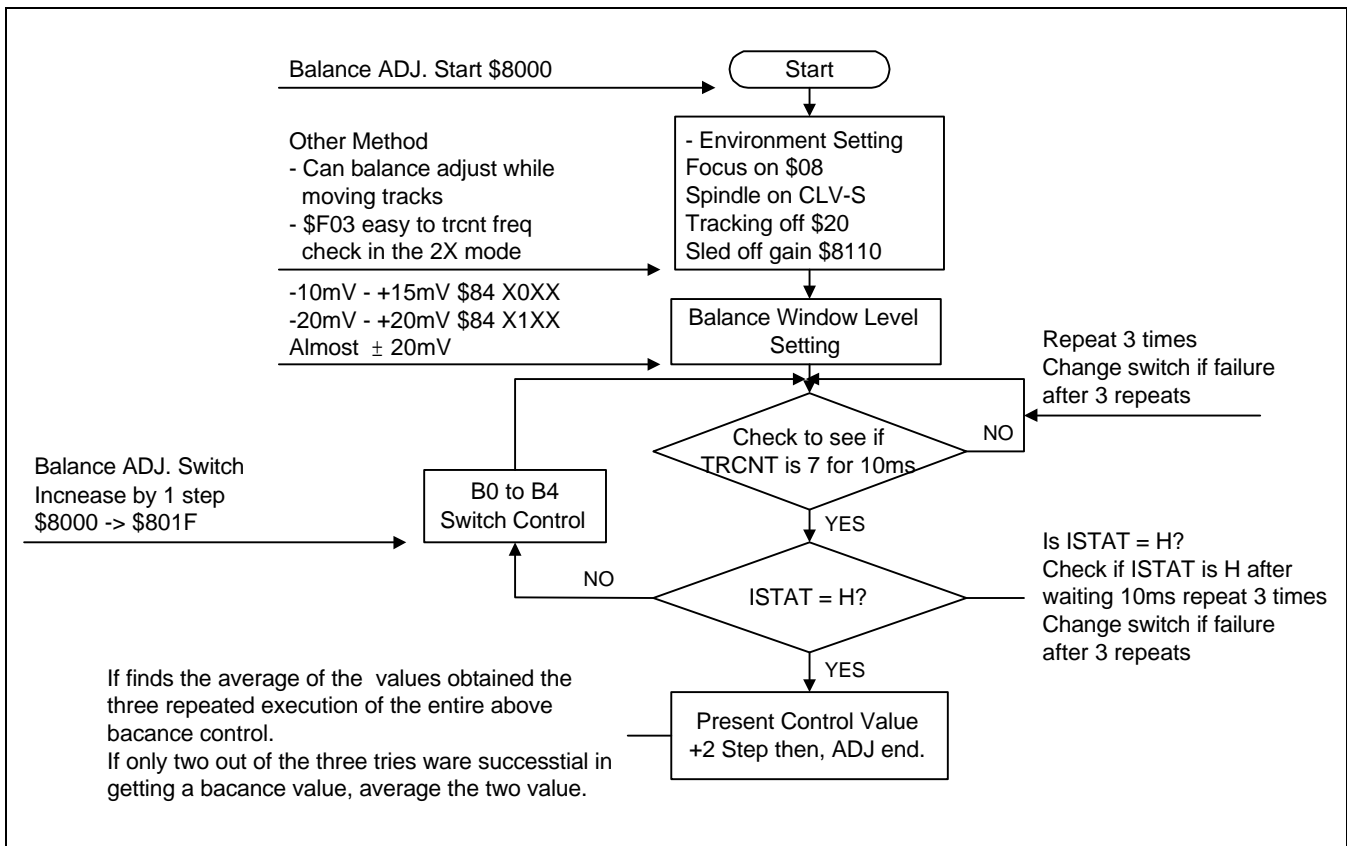 Balance ADJ. Start $8000
Start
Other Method
- Can balance adjust while
moving tracks
- $F03 easy to trcnt freq
check in the 2X mode
- Environment Setting
Focus on $08
Spindle on CLV-S
Tracking off $20
Sled off gain $8110
-10mV - +15mV $84 X0XX
-20mV - +20mV $84 X1XX
Almost ± 20mV
Balance Window Level
Setting
Repeat 3 times
Change switch if failure
after 3 repeats
Check to see if
TRCNT is 7 for 10ms
NO
Balance ADJ. Switch
Incnease by 1 step
$8000 -> $801F
B0 to B4
Switch Control
YES
NO
ISTAT = H?
Is ISTAT = H?
Check if ISTAT is H after
waiting 10ms repeat 3 times
Change switch if failure
after 3 repeats
YES
If finds the average of the values obtained the
three repeated execution of the entire above
bacance control.
If only two out of the three tries ware successtial in
getting a bacance value, average the two value.
Present Control Value
+2 Step then, ADJ end.